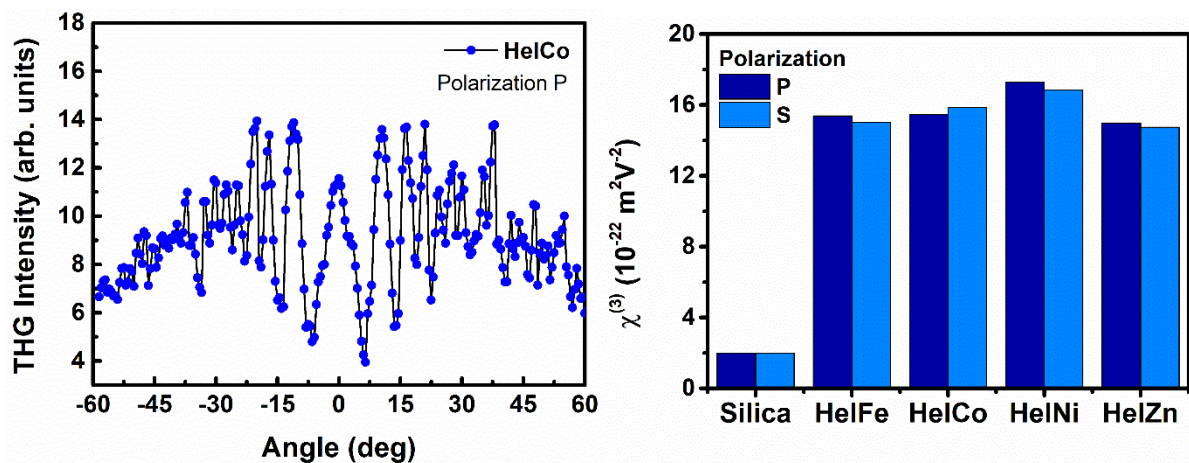 THG Intensity (arb. units)
18
16
14
12
10
8
6
4
HelCo
Polarization P
-60 -45 -30 -15 0 15 30 45 60
Angle (deg)
χ(3) (10-22 m2V-2)
20
16
12
8
4
0
Polarization
P
S
Silica HelFe HelCo HelNi HelZn